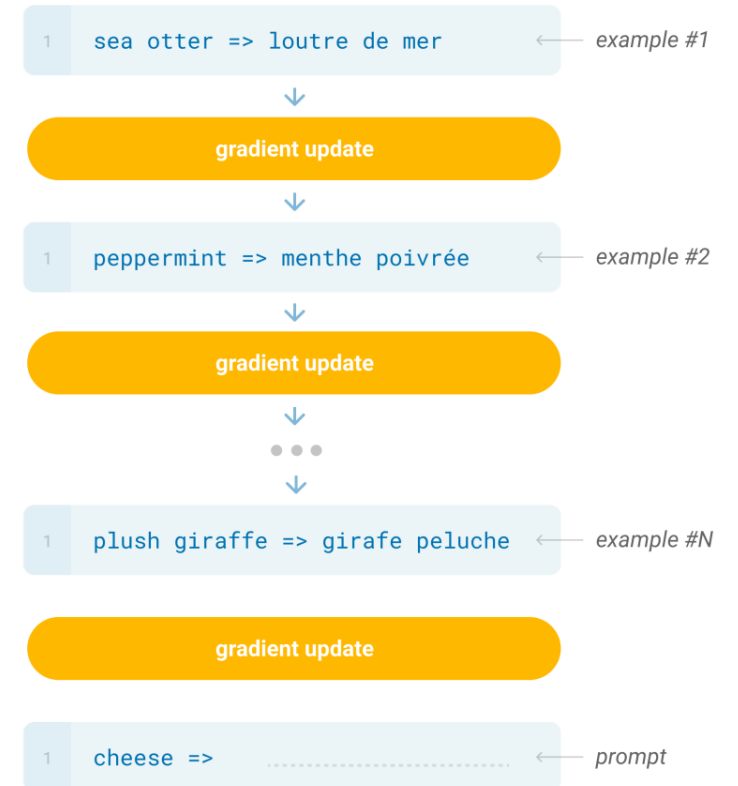 1 sea otter => loutre de mer example #1
gradient update
1 peppermint => menthe poivrée example #2
gradient update
1 plush giraffe => girafe peluche example #N
gradient update
1 cheese => prompt